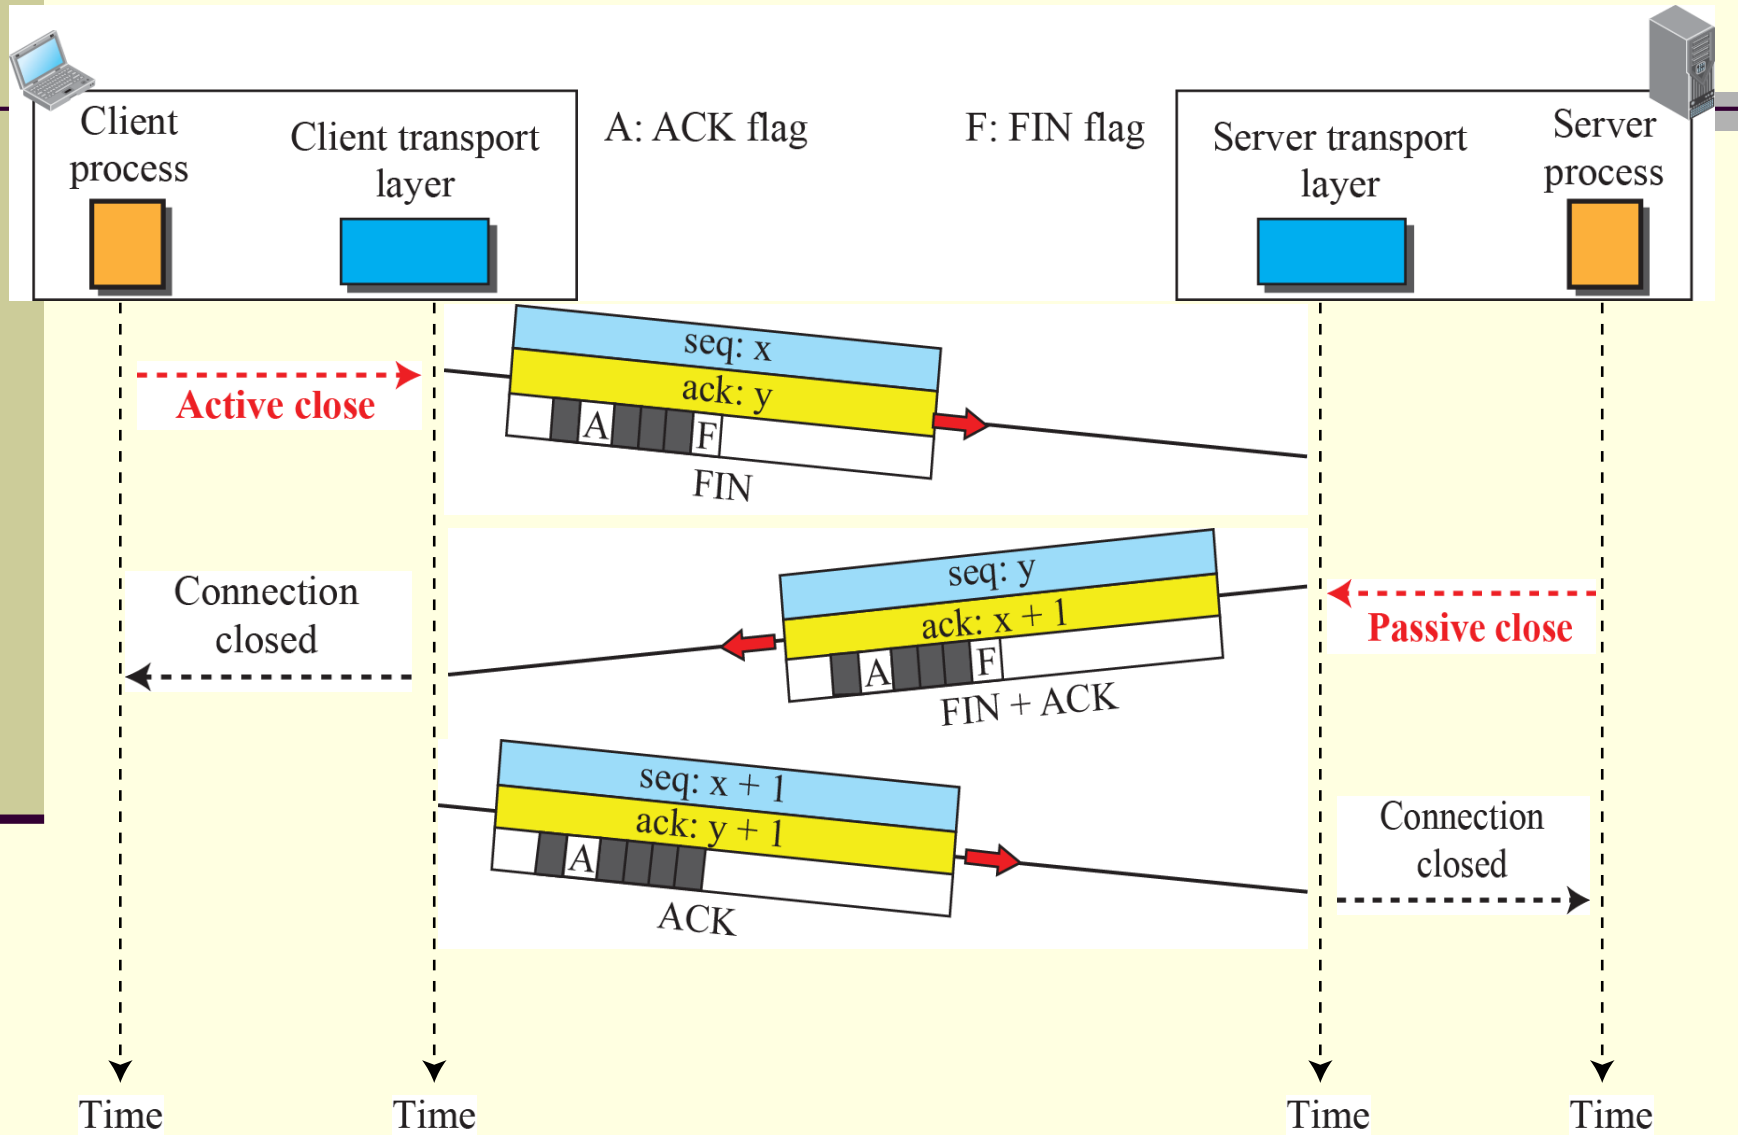 Client
process
Client transport
layer
A: ACK flag
F: FIN flag
Server transport
layer
Server
process
seq: x
ack: y
A
F
FIN
Active close
seq: y
ack: x + 1
A
F
FIN + ACK
Passive close
Connection
closed
seq: x + 1
ack: y + 1
A
ACK
Connection
closed
Time
Time
Time
Time